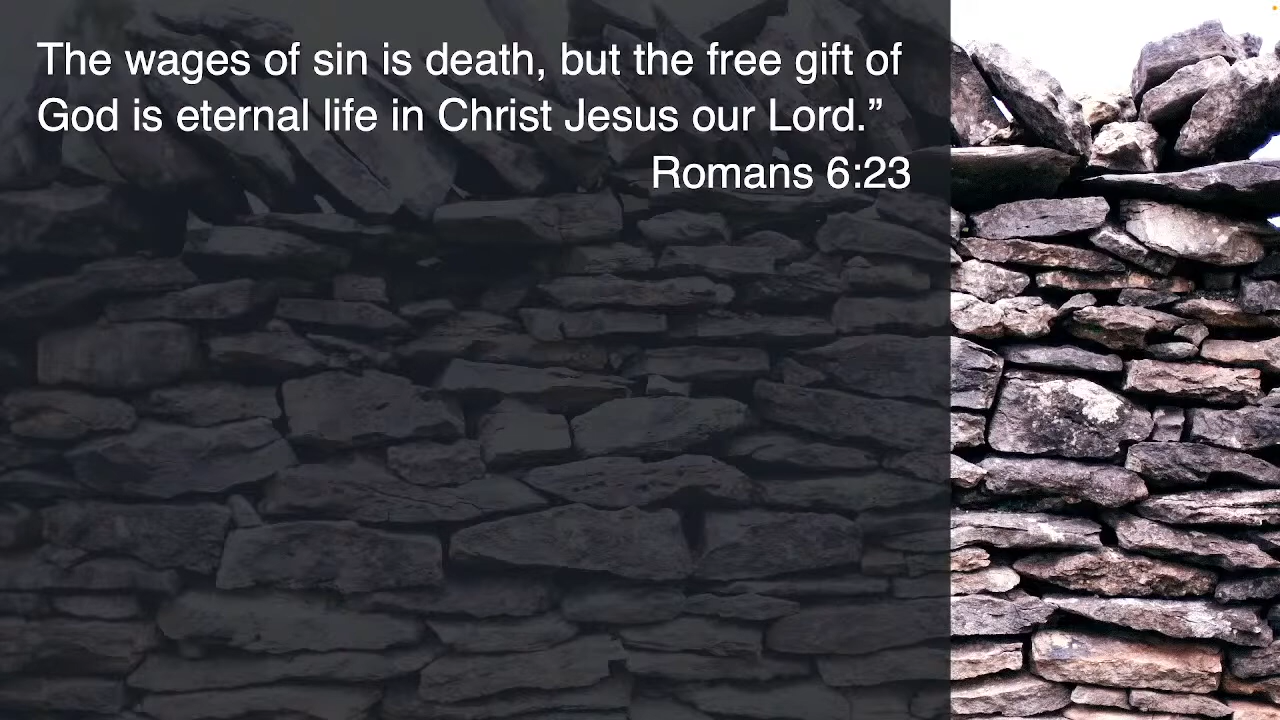 The wages of sin is death, but the free gift of
God is eternal life in Christ Jesus our Lord.”
Romans 6:23